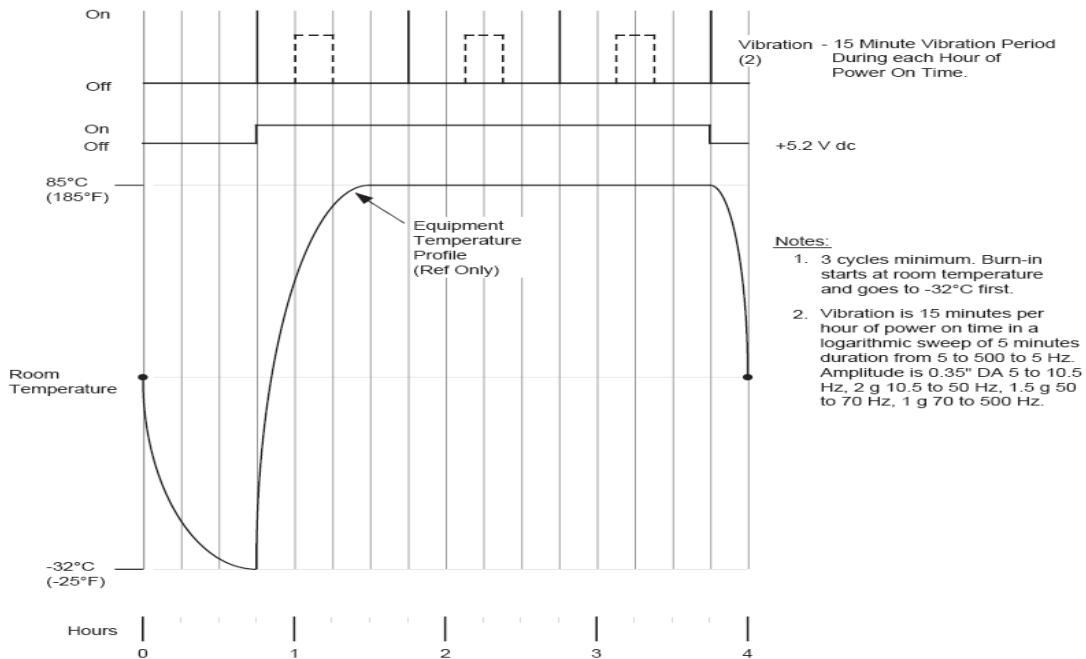 On
Off
Vibration - 15 Minute Vibration Period
(2) During each Hour of
Power On Time.
On
Off
+5.2 V dc
85°C
(185°F)
Equipment
Temperature
Profile
(Ref Only)
Notes:
1. 3 cycles minimum. Burn-in
starts at room temperature
and goes to -32°C first.
2. Vibration is 15 minutes per
hour of power on time in a
logarithmic sweep of 5 minutes
duration from 5 to 500 to 5 Hz.
Amplitude is 0.35" DA 5 to 10.5
Hz, 2 g 10.5 to 50 Hz, 1.5 g 50
to 70 Hz, 1 g 70 to 500 Hz.
Room
Temperature
-32°C
(-25°F)
Hours
0 1 2 3 4